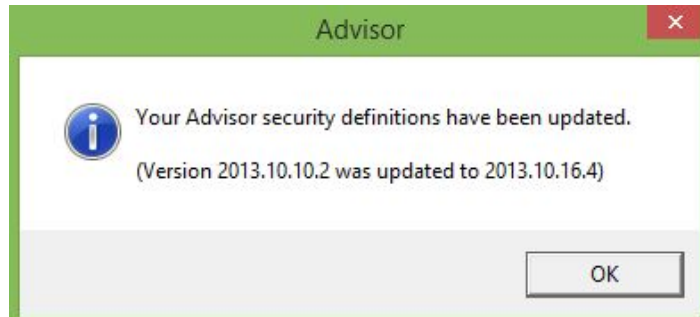 Advisor
Your Advisor security definitions have been updated.
(Version 2013.10.10.2 was updated to 2013.10.16.4)
OK